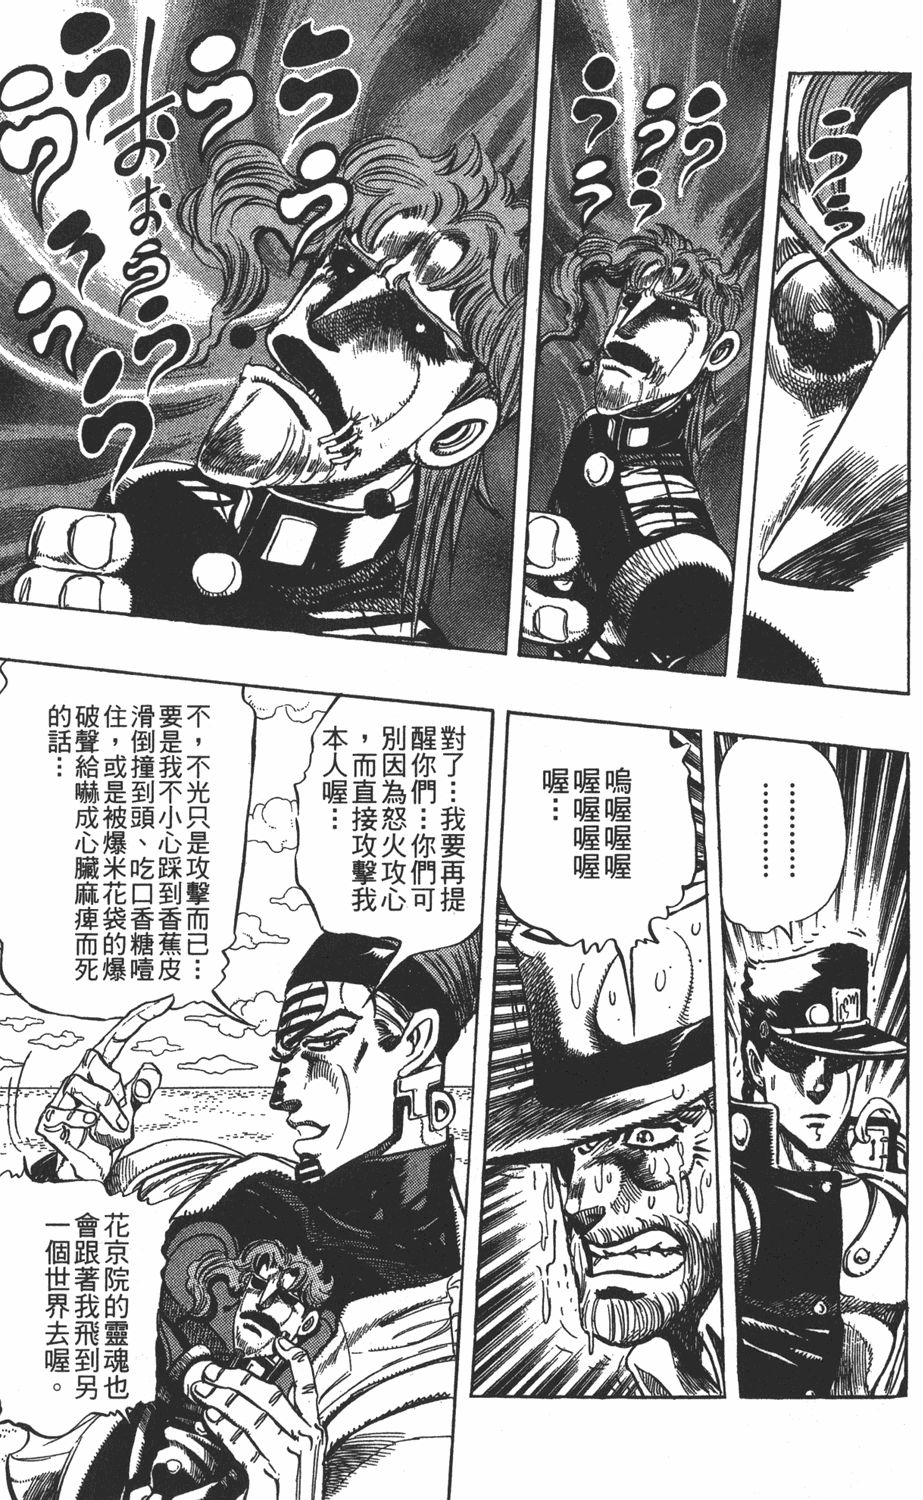 うううう
うううう
うううう
おおおううう
うううう
…………
…………
嗚喔喔喔
喔喔喔喔
喔…
對了…我要再提
醒你們…你們可
別因為怒火攻心
，而直接攻擊我
本人喔…
不，不光只是攻擊而已…
要是我不小心踩到香蕉皮
滑倒撞到頭、吃口香糖噎
住，或是被爆米花袋的爆
破聲給嚇成心臟麻痺而死
的話…
花京院的靈魂也
會跟著我飛到另
一個世界去喔。